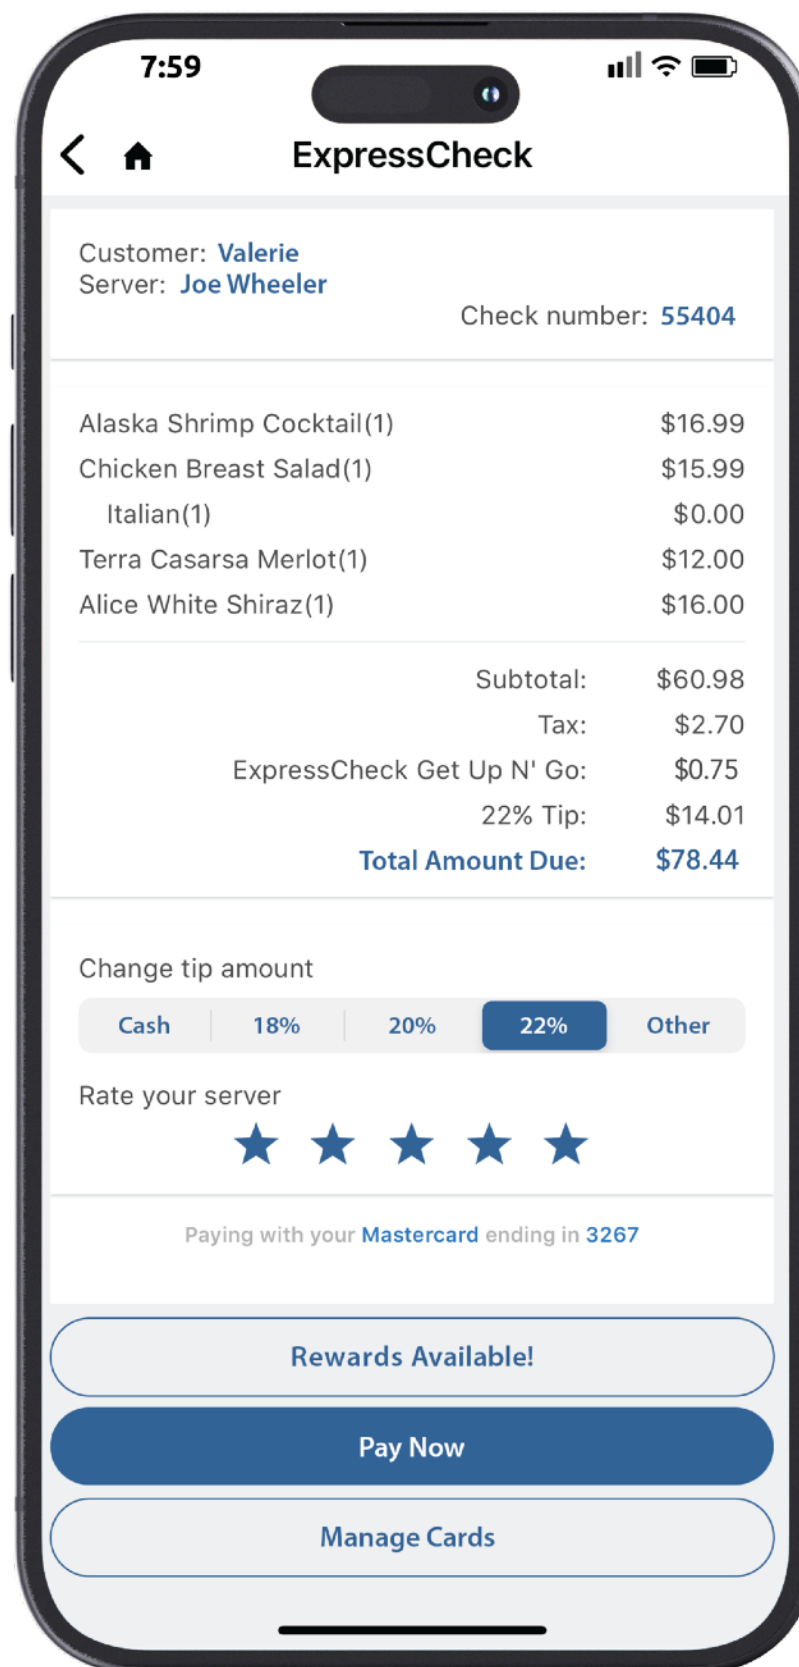 7:59
ExpressCheck
Customer: Valerie
Server: Joe Wheeler
Check number: 55404
Alaska Shrimp Cocktail(1) $16.99
Chicken Breast Salad(1) $15.99
Italian(1) $0.00
Terra Casarsa Merlot(1) $12.00
Alice White Shiraz(1) $16.00
Subtotal: $60.98
Tax: $2.70
ExpressCheck Get Up N' Go: $0.75
22% Tip: $14.01
Total Amount Due: $78.44
Change tip amount
Cash 18% 20% 22% Other
Rate your server
Paying with your Mastercard ending in 3267
Rewards Available!
Pay Now
Manage Cards